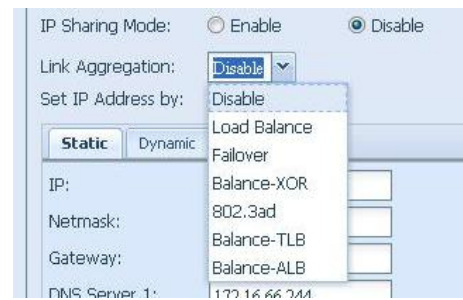 IP Sharing Mode: Enable Disable
Link Aggregation: Disable
Set IP Address by: Disable
Load Balance
Static Dynamic
Failover
IP: Balance-XOR
802.3ad
Netmask:
Balance-TLB
Gateway:
Balance-ALB
DNS Server 1: 172.16.66.244